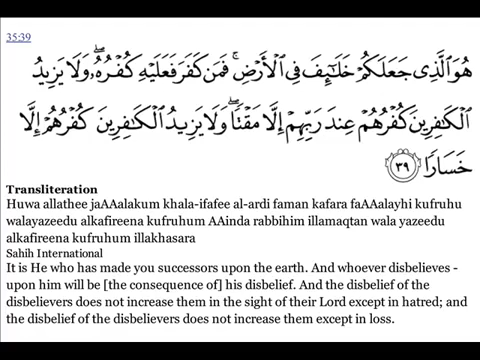 35:39
هُوَ الَّذِي جَعَلَكُمْ خَلَائِفَ فِي الْأَرْضِ ۚ فَمَن كَفَرَ فَعَلَيْهِ كُفْرُهُ ۖ وَلَا يَزِيدُ
الْكَافِرِينَ كُفْرُهُمْ عِندَ رَبِّهِمْ إِلَّا مَقْتًا ۖ وَلَا يَزِيدُ الْكَافِرِينَ كُفْرُهُمْ إِلَّا
خَسَارًا ٣٩
Transliteration
Huwa allathee jaAAalakum khala-ifafee al-ardi faman kafara faAAalayhi kufruhu
walayazeedu alkafireena kufruhum AAinda rabbihim illamaqtan wala yazeedu
alkafireena kufruhum illakhasara
Sahih International
It is He who has made you successors upon the earth. And whoever disbelieves -
upon him will be [the consequence of] his disbelief. And the disbelief of the
disbelievers does not increase them in the sight of their Lord except in hatred; and
the disbelief of the disbelievers does not increase them except in loss.